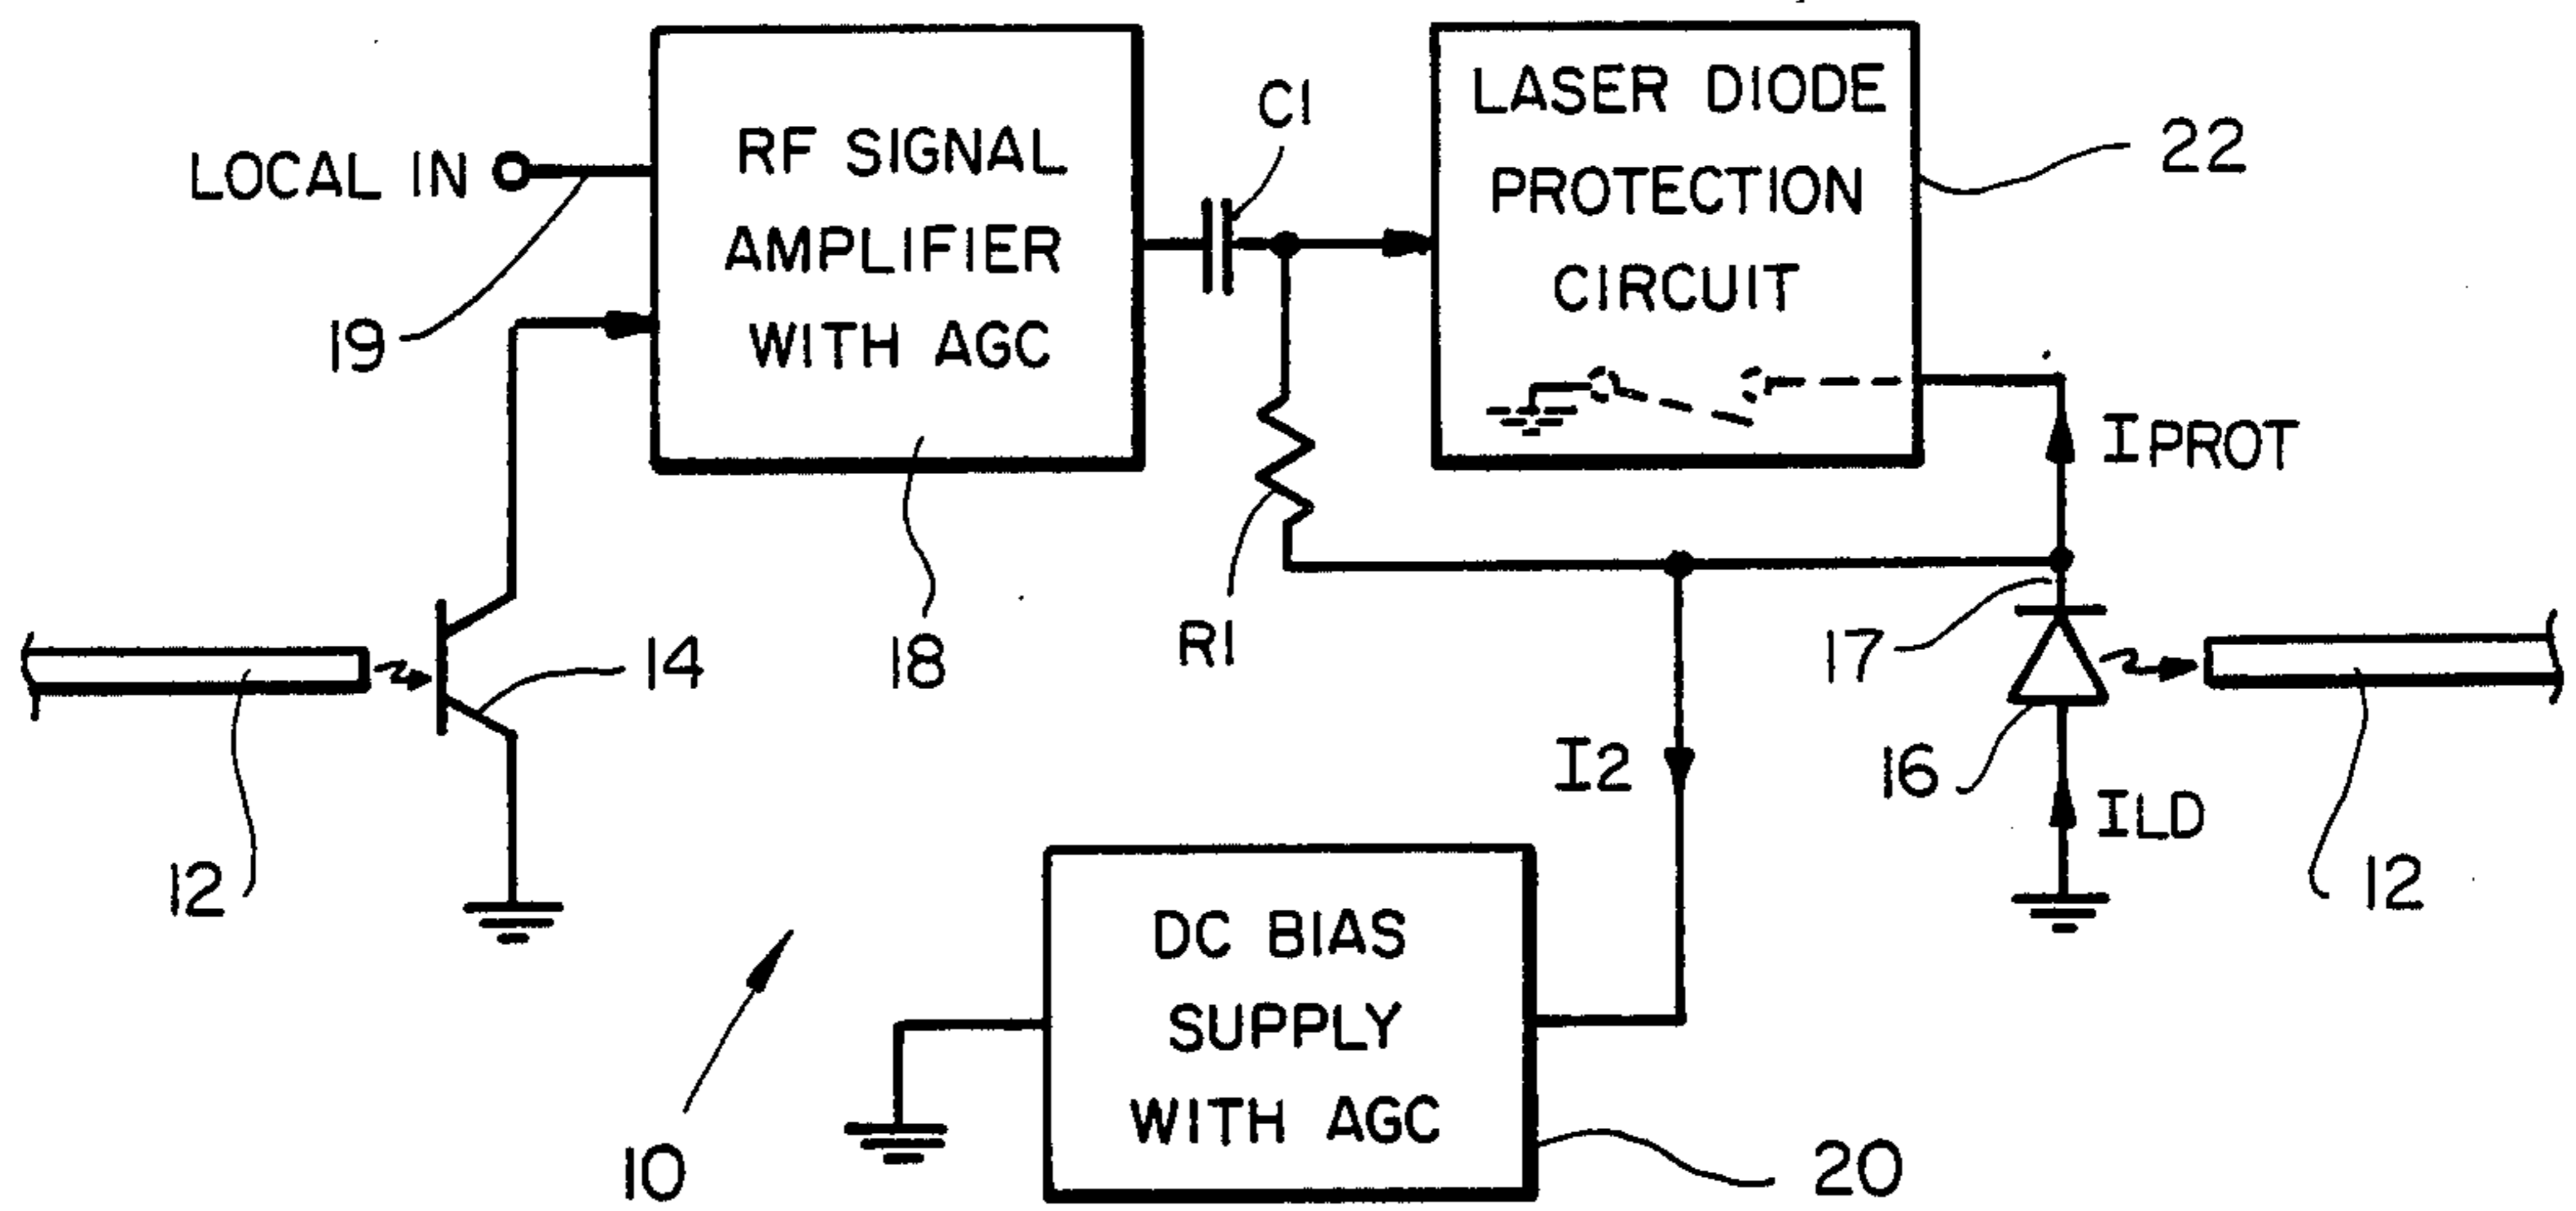 LOCAL IN
19
RF SIGNAL
AMPLIFIER
WITH AGC
18
C1
R1
LASER DIODE
PROTECTION
CIRCUIT
22
IPROT
12
14
17
16
ILD
12
I2
10
DC BIAS
SUPPLY
WITH AGC
20